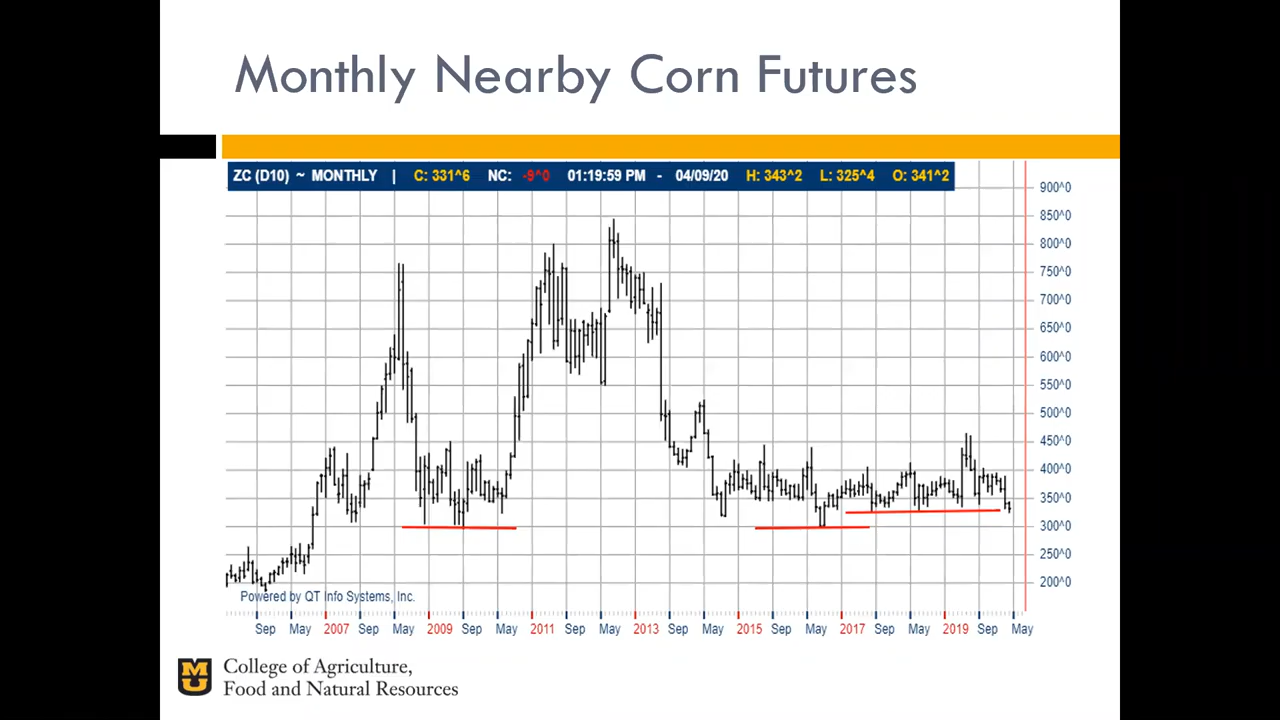 Monthly Nearby Corn Futures
ZC (D10) ~ MONTHLY | C: 331^6 NC: -9^0 01:19:59 PM - 04/09/20 H: 343^2 L: 325^4 O: 341^2
900^0
850^0
800^0
750^0
700^0
650^0
600^0
550^0
500^0
450^0
400^0
350^0
300^0
250^0
200^0
Powered by QT Info Systems, Inc.
Sep May 2007 Sep May 2009 Sep May 2011 Sep May 2013 Sep May 2015 Sep May 2017 Sep May 2019 Sep May
MU
College of Agriculture,
Food and Natural Resources